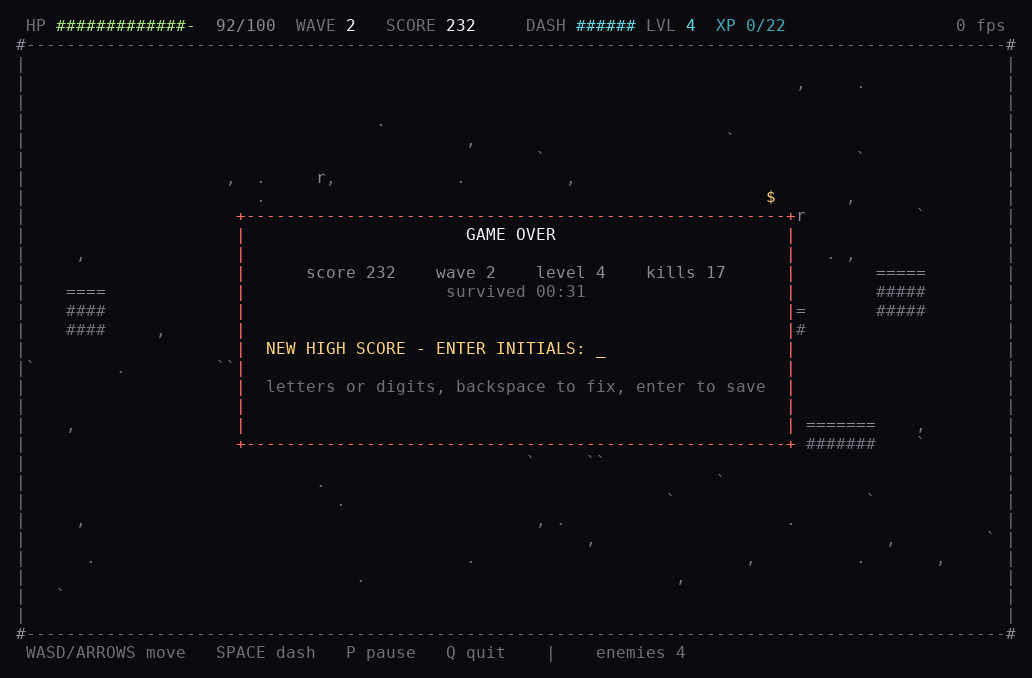 HP #############- 92/100 WAVE 2 SCORE 232 DASH ###### LVL 4 XP 0/22 0 fps
r
$
r
GAME OVER
score 232 wave 2 level 4 kills 17
survived 00:31
NEW HIGH SCORE - ENTER INITIALS: _
letters or digits, backspace to fix, enter to save
WASD/ARROWS move SPACE dash P pause Q quit | enemies 4